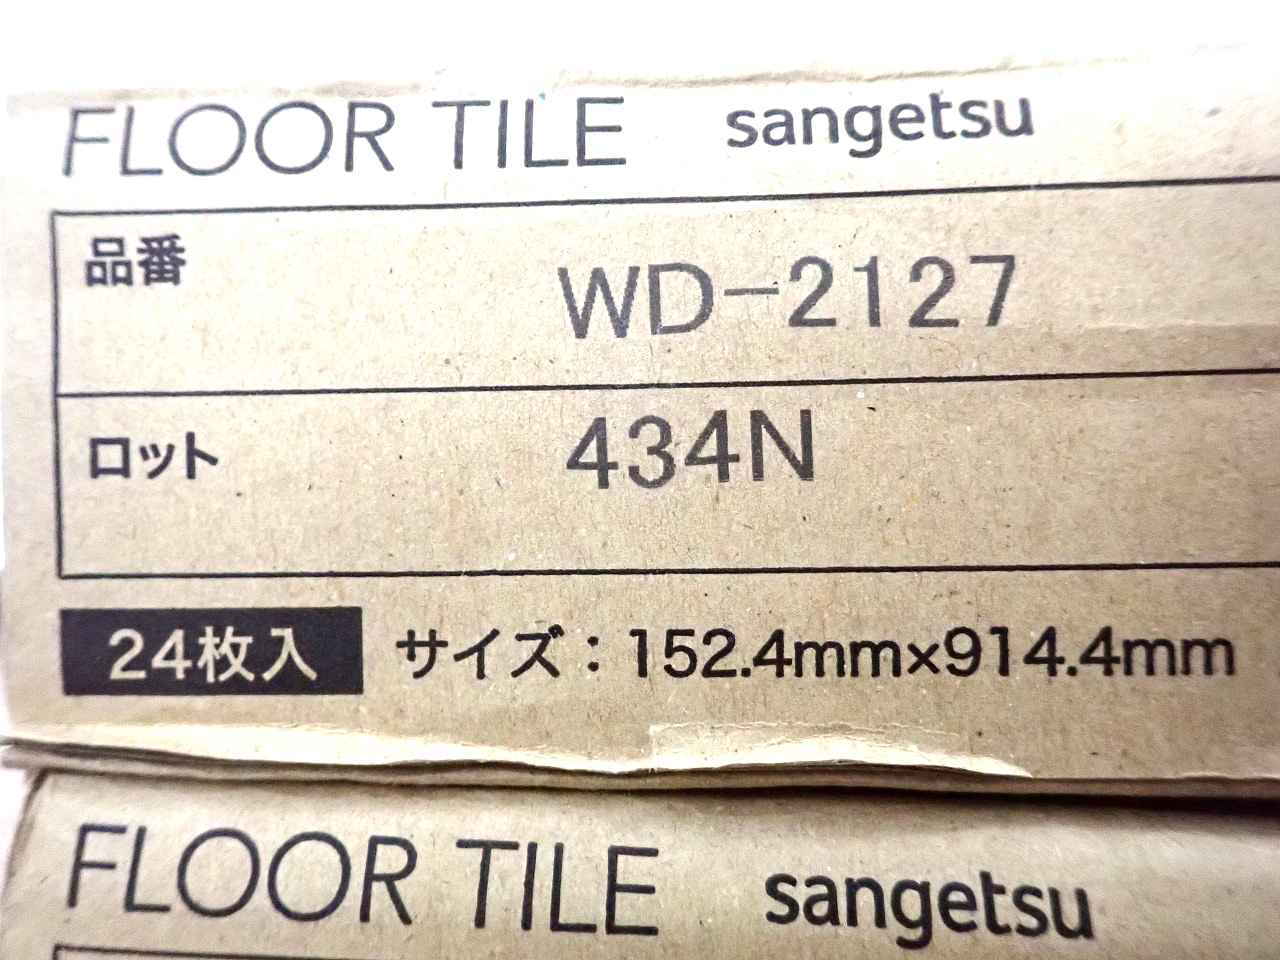 FLOOR TILE sangetsu
品番 WD-2127
ロット 434N
24枚入 サイズ：152.4mm×914.4mm
FLOOR TILE sangetsu